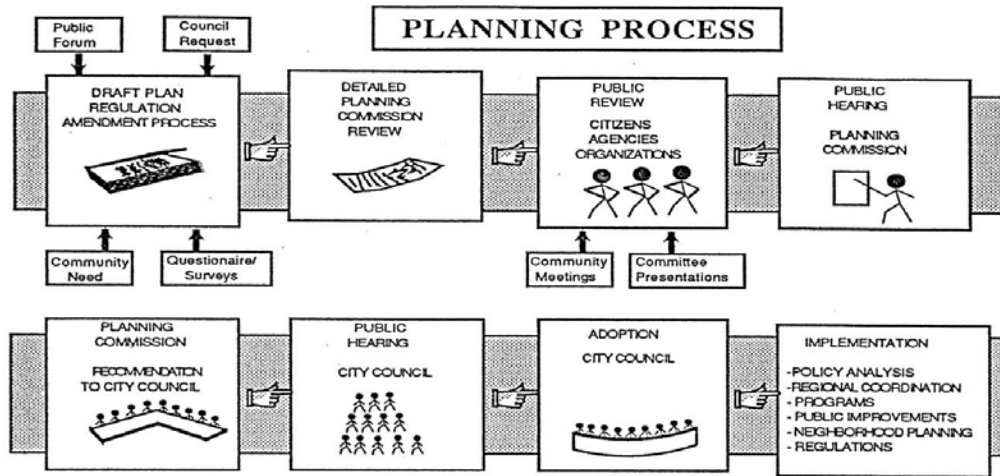 PLANNING PROCESS
Public
Forum
Council
Request
DRAFT PLAN
REGULATION
AMENDMENT PROCESS
Community
Need
Questionaire/
Surveys
DETAILED
PLANNING
COMMISSION
REVIEW
PUBLIC
REVIEW
CITIZENS
AGENCIES
ORGANIZATIONS
Community
Meetings
Committee
Presentations
PUBLIC
HEARING
PLANNING
COMMISSION
PLANNING
COMMISSION
RECOMMENDATION
TO CITY COUNCIL
PUBLIC
HEARING
CITY COUNCIL
ADOPTION
CITY COUNCIL
IMPLEMENTATION
-POLICY ANALYSIS
-REGIONAL COORDINATION
- PROGRAMS
- PUBLIC IMPROVEMENTS
-NEIGHBORHOOD PLANNING
- REGULATIONS